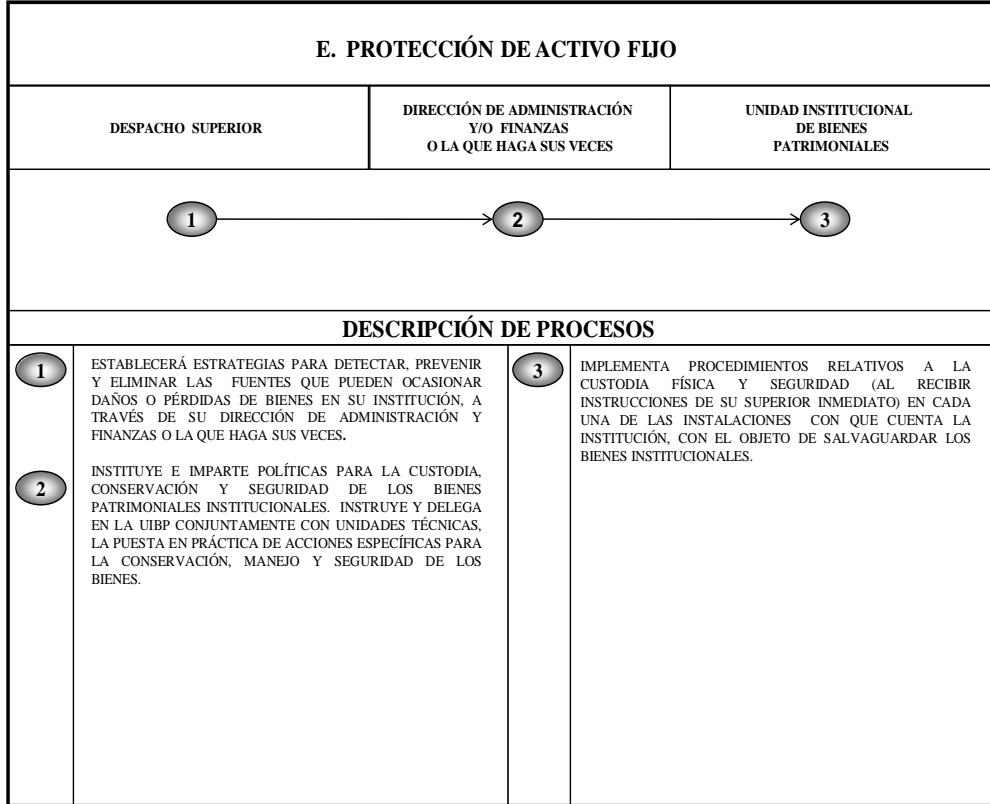 E. PROTECCIÓN DE ACTIVO FIJO
DESPACHO SUPERIOR
DIRECCIÓN DE ADMINISTRACIÓN
Y/O FINANZAS
O LA QUE HAGA SUS VECES
UNIDAD INSTITUCIONAL
DE BIENES
PATRIMONIALES
1
2
3
DESCRIPCIÓN DE PROCESOS
1
ESTABLECERÁ ESTRATEGIAS PARA DETECTAR, PREVENIR
Y ELIMINAR LAS FUENTES QUE PUEDEN OCASIONAR
DAÑOS O PÉRDIDAS DE BIENES EN SU INSTITUCIÓN, A
TRAVÉS DE SU DIRECCIÓN DE ADMINISTRACIÓN Y
FINANZAS O LA QUE HAGA SUS VECES.
2
INSTITUYE E IMPARTE POLÍTICAS PARA LA CUSTODIA,
CONSERVACIÓN Y SEGURIDAD DE LOS BIENES
PATRIMONIALES INSTITUCIONALES. INSTRUYE Y DELEGA
EN LA UIBP CONJUNTAMENTE CON UNIDADES TÉCNICAS,
LA PUESTA EN PRÁCTICA DE ACCIONES ESPECÍFICAS PARA
LA CONSERVACIÓN, MANEJO Y SEGURIDAD DE LOS
BIENES.
3
IMPLEMENTA PROCEDIMIENTOS RELATIVOS A LA
CUSTODIA FÍSICA Y SEGURIDAD (AL RECIBIR
INSTRUCCIONES DE SU SUPERIOR INMEDIATO) EN CADA
UNA DE LAS INSTALACIONES CON QUE CUENTA LA
INSTITUCIÓN, CON EL OBJETO DE SALVAGUARDAR LOS
BIENES INSTITUCIONALES.